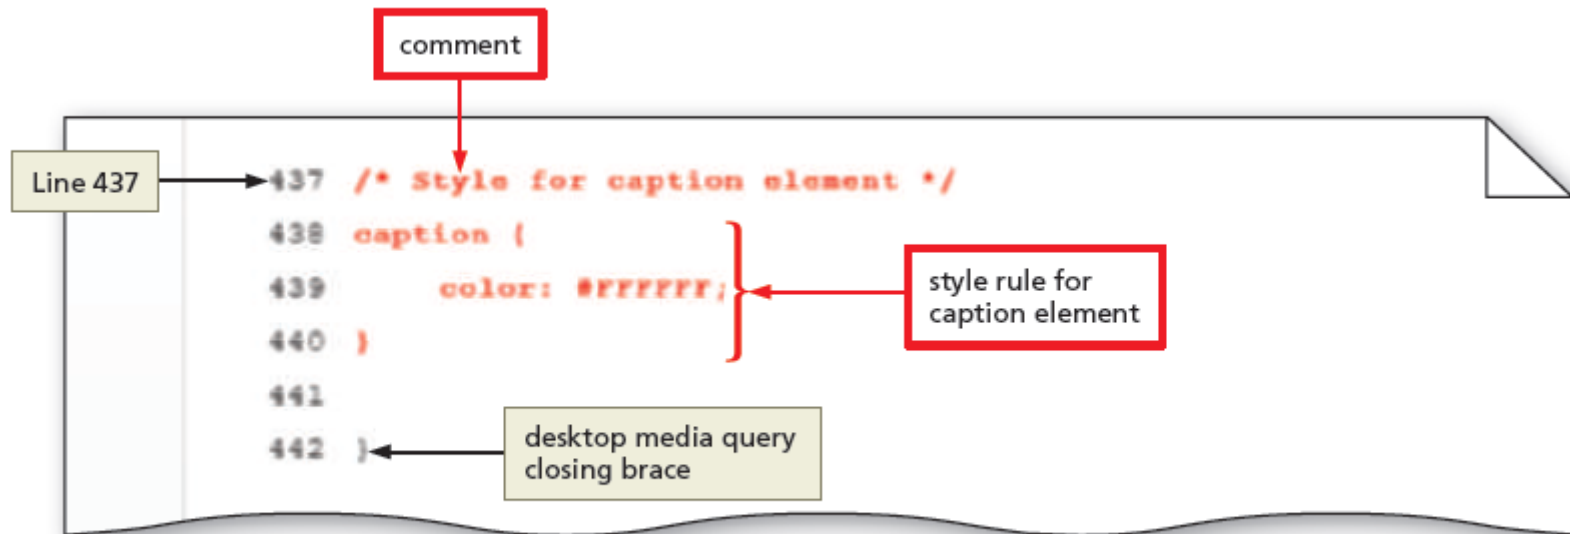 comment
Line 437
437 /* Style for caption element */
438 caption {
439 color: #FFFFFF;
440 }
441
442 }
style rule for
caption element
desktop media query
closing brace